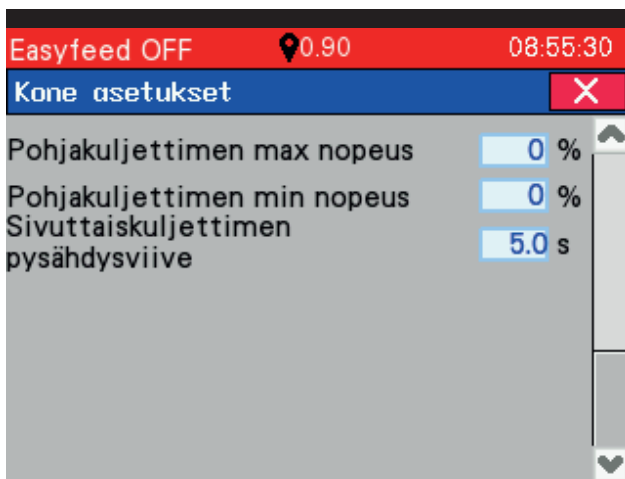 Easyfeed OFF 0.90 08:55:30
Kone asetukset
Pohjakuljettimen max nopeus 0 %
Pohjakuljettimen min nopeus 0 %
Sivuttaiskuljettimen
pysähdysviive 5.0 s